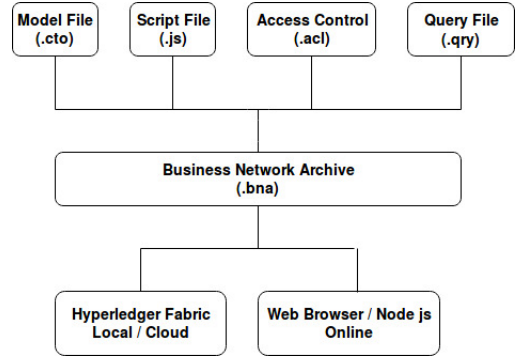 Model File
(.cto)
Script File
(.js)
Access Control
(.acl)
Query File
(.qry)
Business Network Archive
(.bna)
Hyperledger Fabric
Local / Cloud
Web Browser / Node js
Online